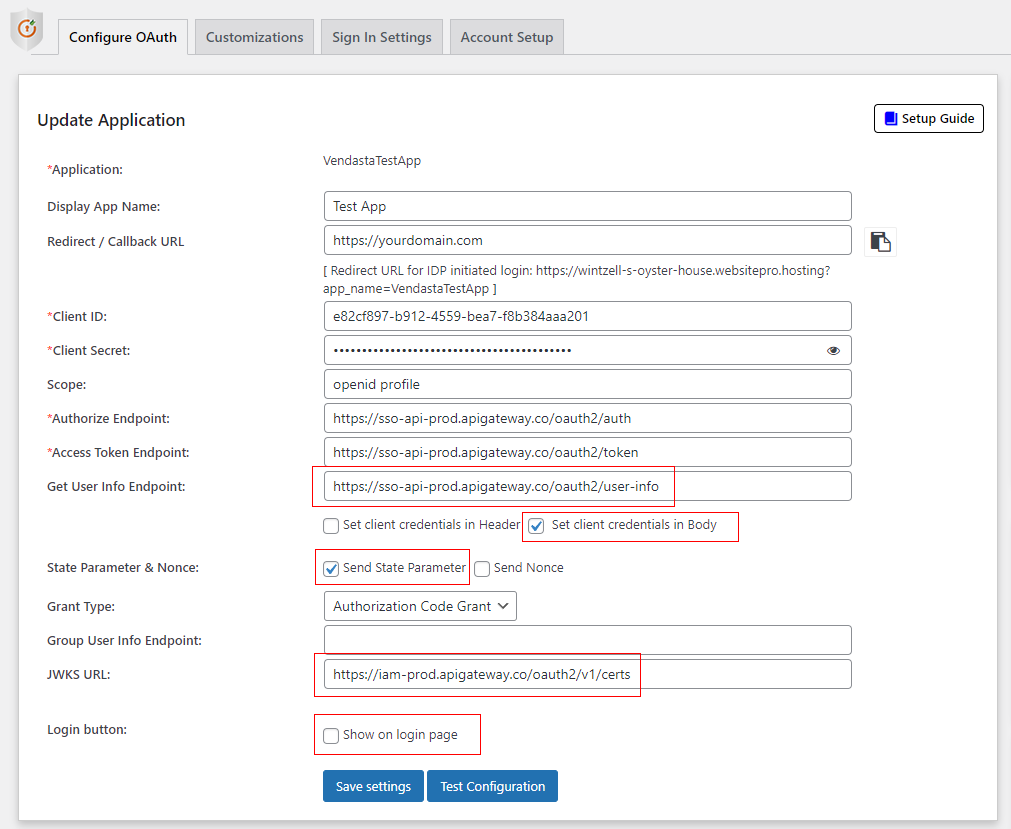 Configure OAuth Customizations Sign In Settings Account Setup
Update Application Setup Guide
*Application: VendastaTestApp
Display App Name: Test App
Redirect / Callback URL https://yourdomain.com
[ Redirect URL for IDP initiated login: https://wintzell-s-oyster-house.websitepro.hosting?
app_name=VendastaTestApp ]
*Client ID: e82cf897-b912-4559-bea7-f8b384aaa201
*Client Secret: ••••••••••••••••••••••••••••••••••••••••••
Scope: openid profile
*Authorize Endpoint: https://sso-api-prod.apigateway.co/oauth2/auth
*Access Token Endpoint: https://sso-api-prod.apigateway.co/oauth2/token
Get User Info Endpoint: https://sso-api-prod.apigateway.co/oauth2/user-info
Set client credentials in Header Set client credentials in Body
State Parameter & Nonce: Send State Parameter Send Nonce
Grant Type: Authorization Code Grant
Group User Info Endpoint:
JWKS URL: https://iam-prod.apigateway.co/oauth2/v1/certs
Login button: Show on login page
Save settings Test Configuration